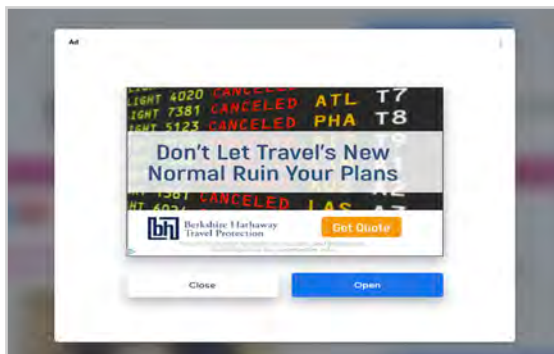 Ad
LIGHT 4020 CANCELED ATL T7
LIGHT 7381 CANCELED PHA T8
LIGHT 5123 CANCELED
Don't Let Travel's New
Normal Ruin Your Plans
CANCELED LAS
bh Berkshire Hathaway
Travel Protection
Get Quote
Close
Open